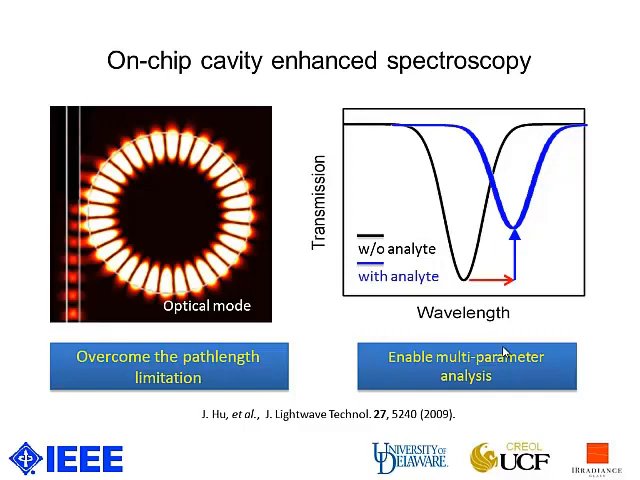 On-chip cavity enhanced spectroscopy
Optical mode
Transmission
w/o analyte
with analyte
Wavelength
Overcome the pathlength
limitation
Enable multi-parameter
analysis
J. Hu, et al., J. Lightwave Technol. 27, 5240 (2009).
IEEE
UNIVERSITY OF
DELAWARE.
CREOL
UCF
IRRADIANCE
GLASS